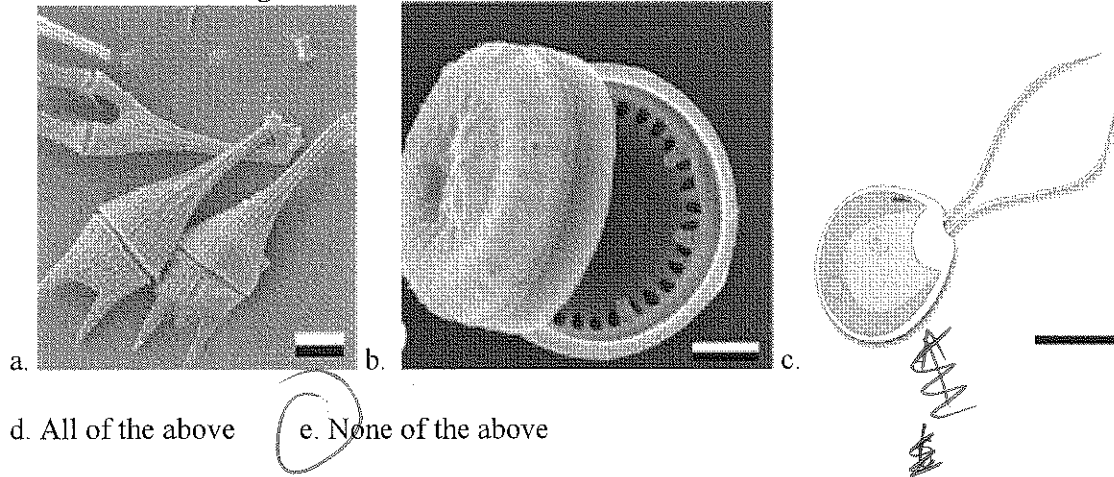 a. b. c.
d. All of the above e. None of the above